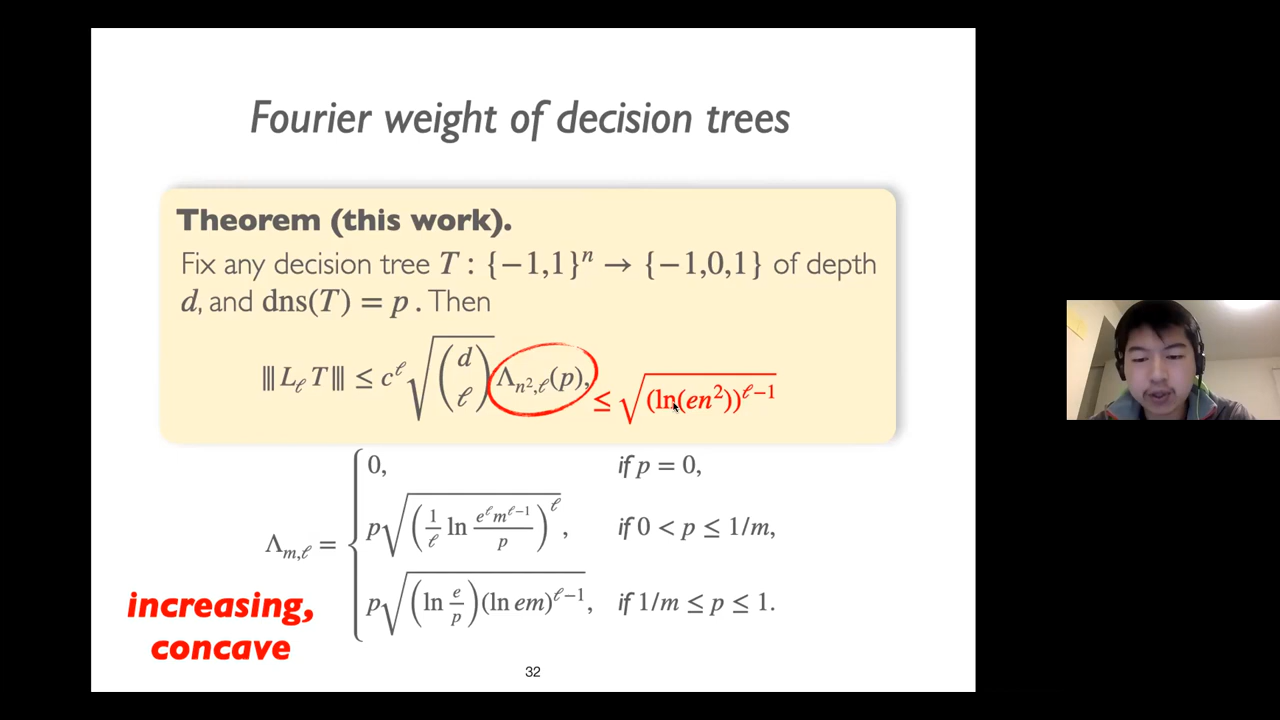 Fourier weight of decision trees
Theorem (this work).
Fix any decision tree T : {−1,1}ⁿ → {−1,0,1} of depth
d, and dns(T) = p . Then
⫴ L_ℓ T ⫴ ≤ c^ℓ √(d ℓ) Λ_{n²,ℓ}(p), ≤ √(ln(en²))^{ℓ−1}
Λ_{m,ℓ} = {
0, if p = 0,
p√(1/ℓ ln e^ℓ m^{ℓ−1}/p)^ℓ, if 0 < p ≤ 1/m,
p√(ln e/p)(ln em)^{ℓ−1}, if 1/m ≤ p ≤ 1.
increasing,
concave
32